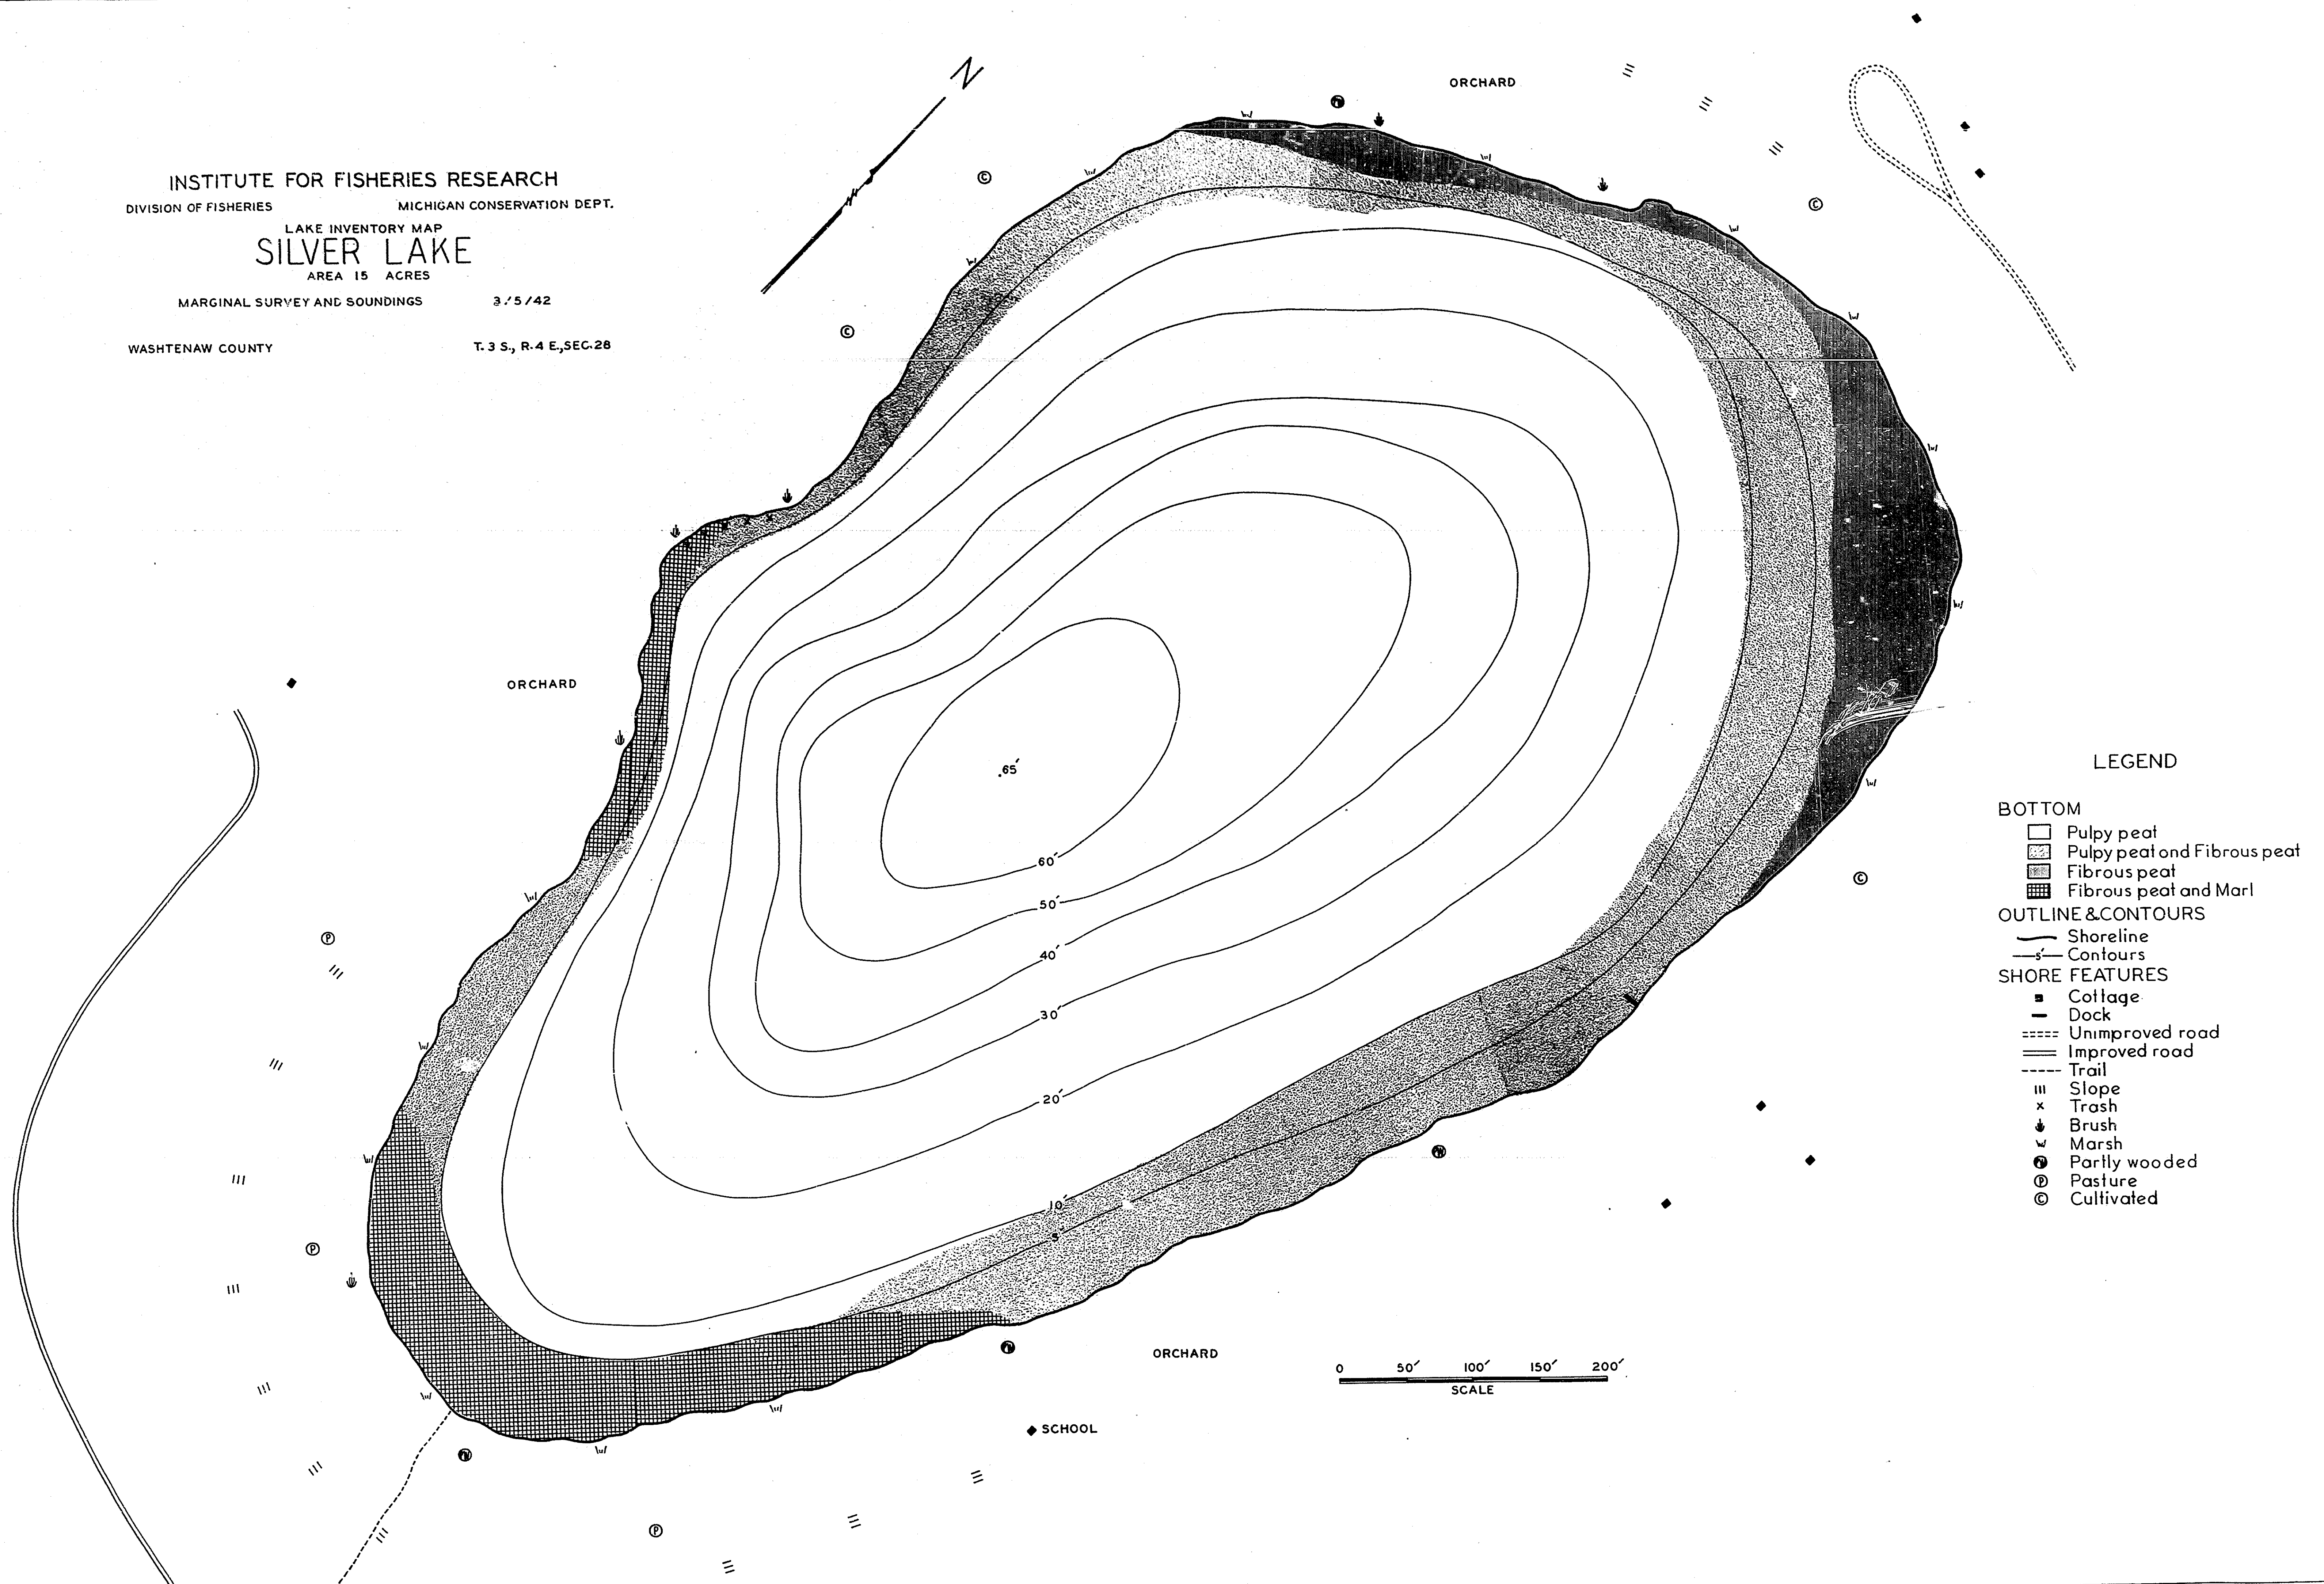 N
ORCHARD
INSTITUTE FOR FISHERIES RESEARCH
DIVISION OF FISHERIES MICHIGAN CONSERVATION DEPT.
LAKE INVENTORY MAP
SILVER LAKE
AREA 15 ACRES
MARGINAL SURVEY AND SOUNDINGS 3/5/42
WASHTENAW COUNTY T. 3 S., R. 4 E., SEC. 28
C
C
C
ORCHARD
.65′
60′
50′
40′
30′
20′
10′
5′
P
P
C
LEGEND
BOTTOM
Pulpy peat
Pulpy peat and Fibrous peat
Fibrous peat
Fibrous peat and Marl
OUTLINE & CONTOURS
Shoreline
5′ Contours
SHORE FEATURES
Cottage
Dock
Unimproved road
Improved road
Trail
Slope
x Trash
Brush
Marsh
Partly wooded
P Pasture
C Cultivated
ORCHARD
0 50′ 100′ 150′ 200′
SCALE
SCHOOL
P